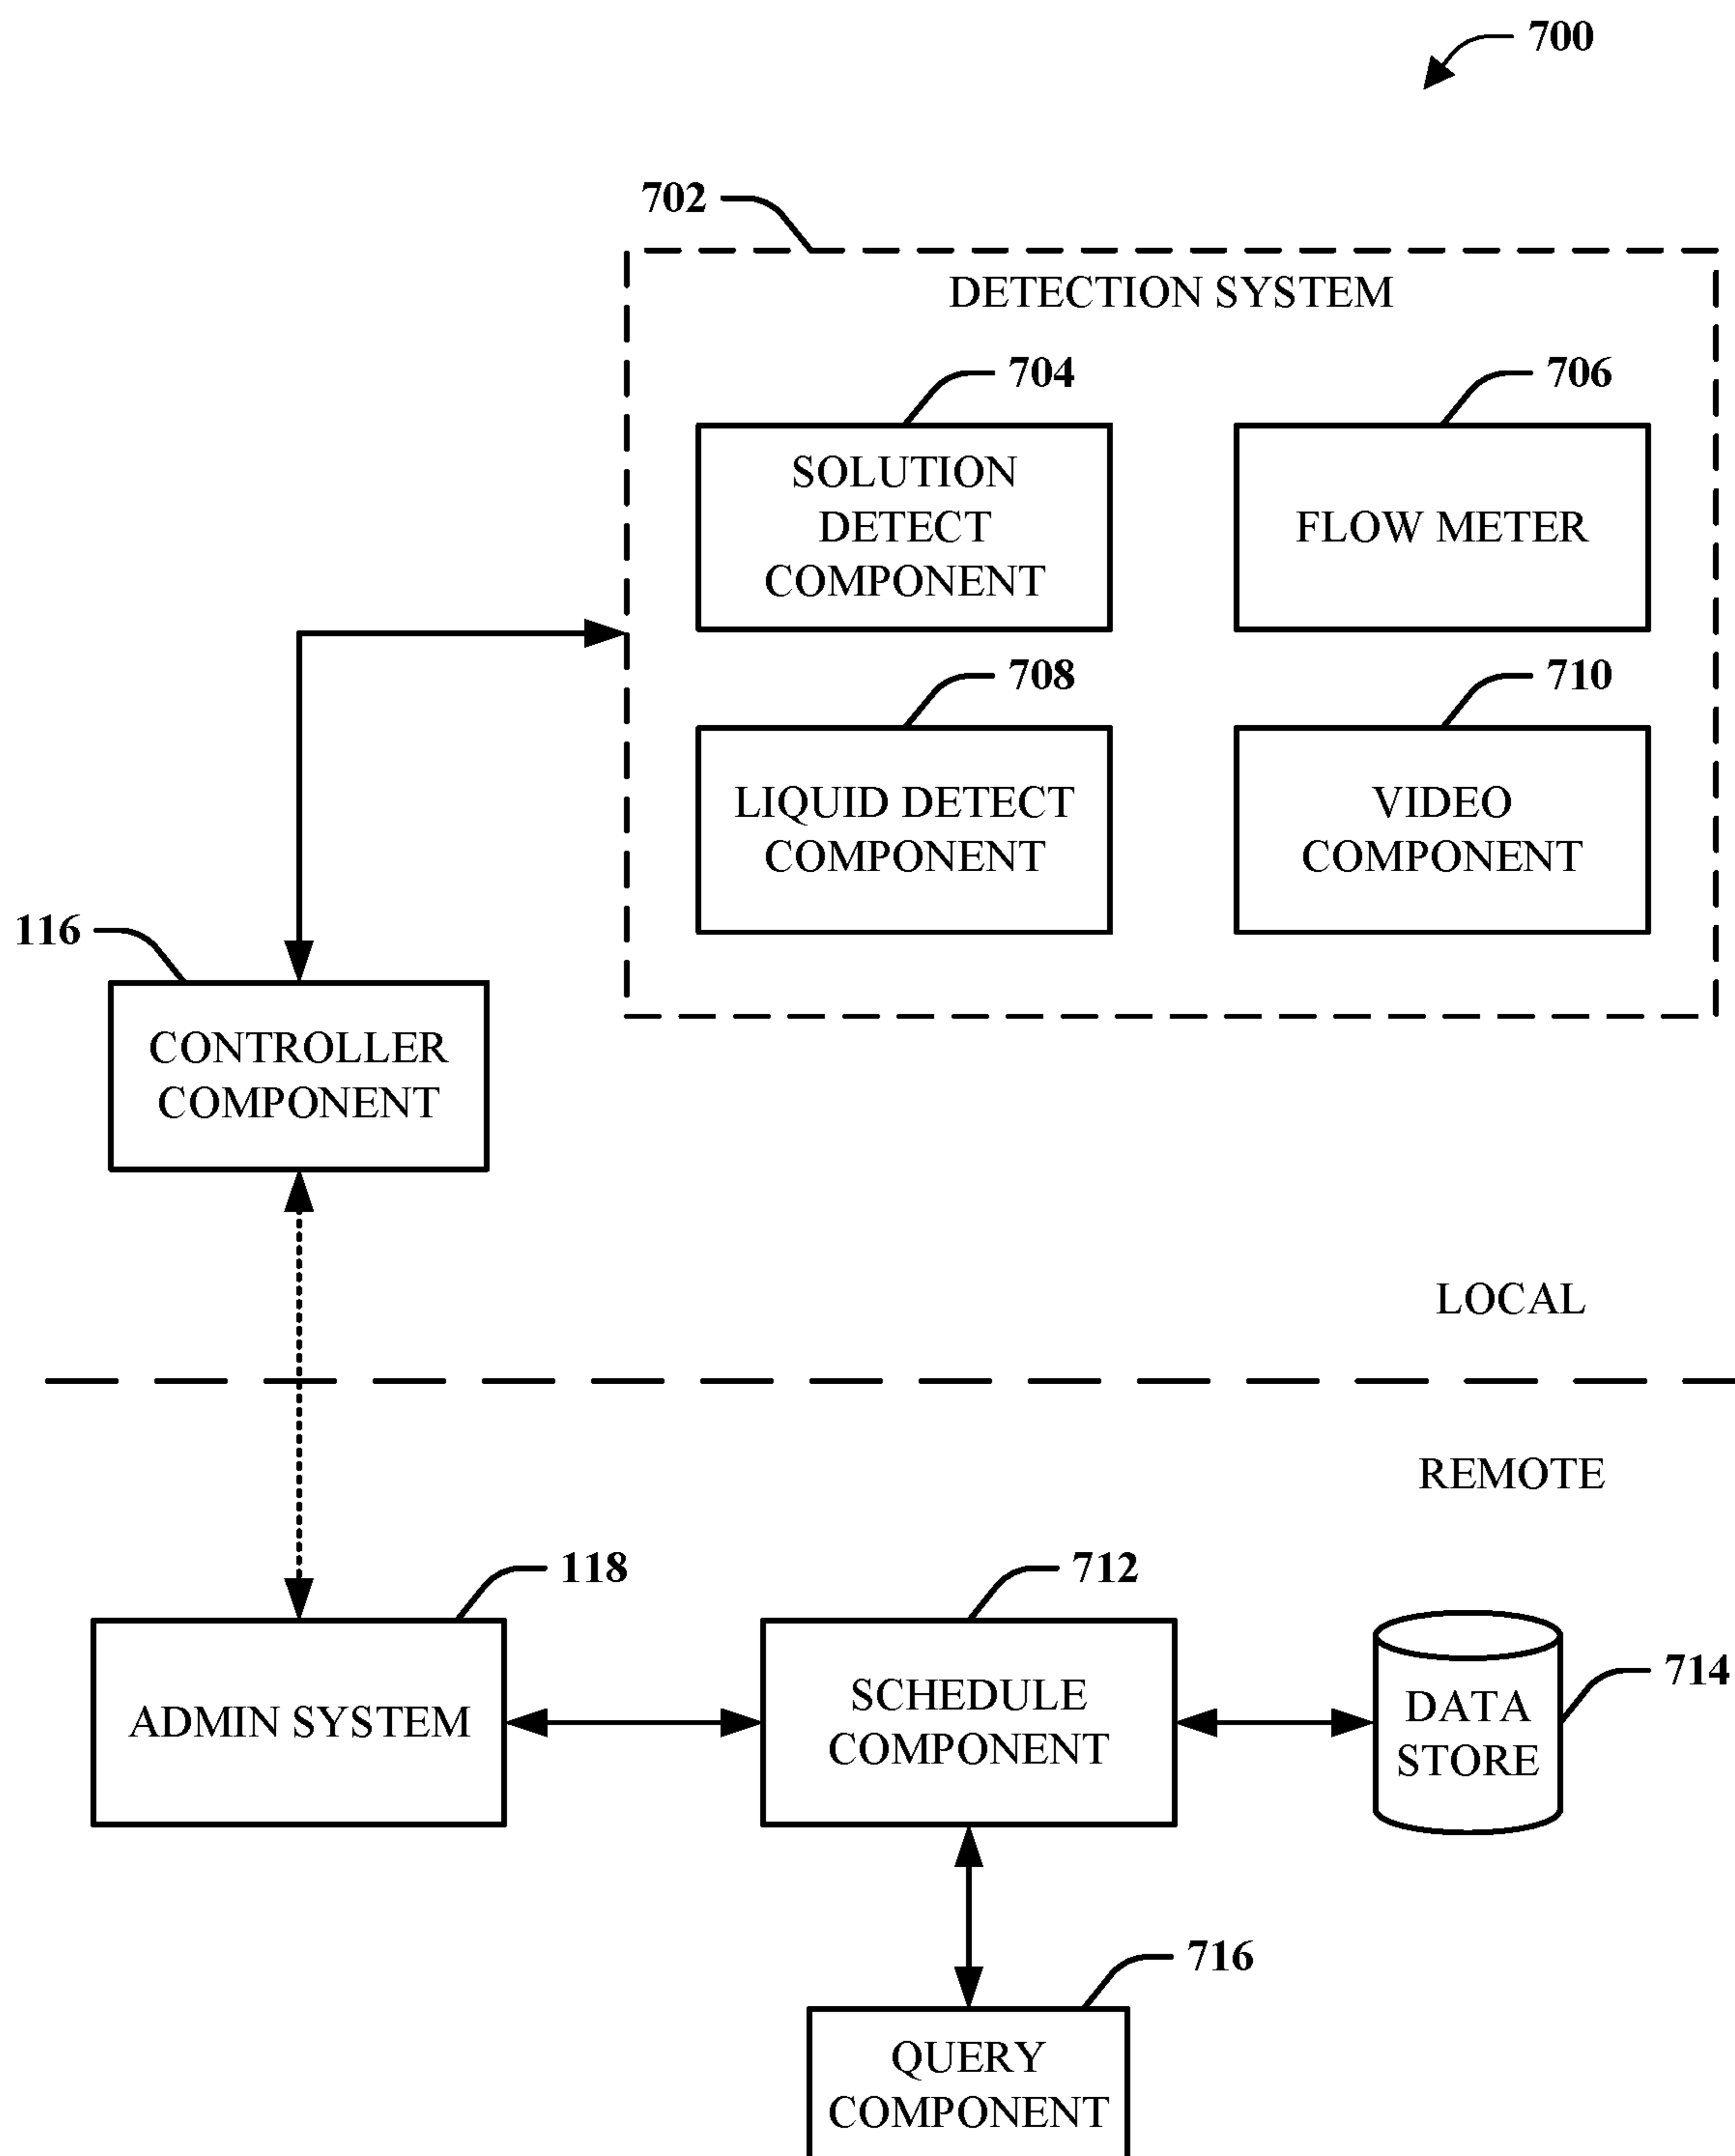 700
702
DETECTION SYSTEM
704
706
SOLUTION
DETECT
COMPONENT
FLOW METER
708
710
LIQUID DETECT
COMPONENT
VIDEO
COMPONENT
116
CONTROLLER
COMPONENT
LOCAL
REMOTE
118
712
714
ADMIN SYSTEM
SCHEDULE
COMPONENT
DATA
STORE
716
QUERY
COMPONENT